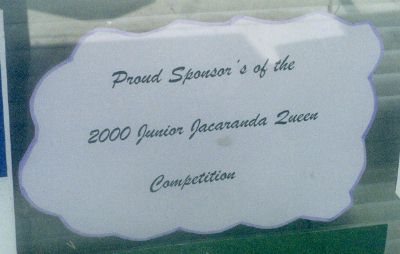 Proud Sponsor's of the
2000 Junior Jacaranda Queen
Competition